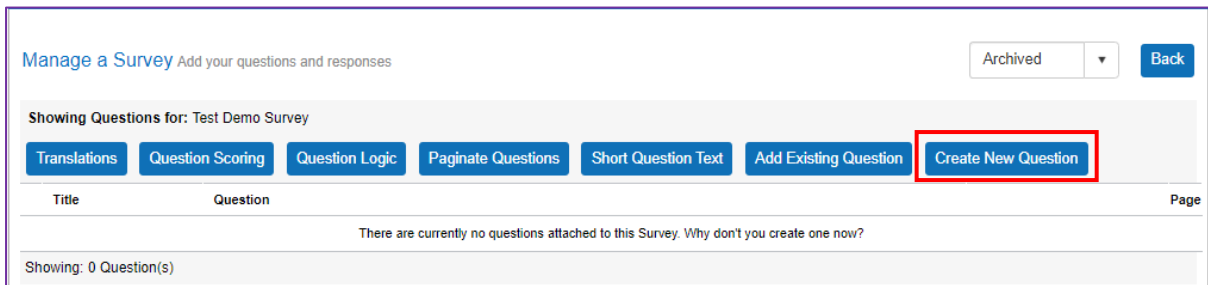 Manage a Survey Add your questions and responses Archived Back
Showing Questions for: Test Demo Survey
Translations Question Scoring Question Logic Paginate Questions Short Question Text Add Existing Question Create New Question
Title Question Page
There are currently no questions attached to this Survey. Why don't you create one now?
Showing: 0 Question(s)